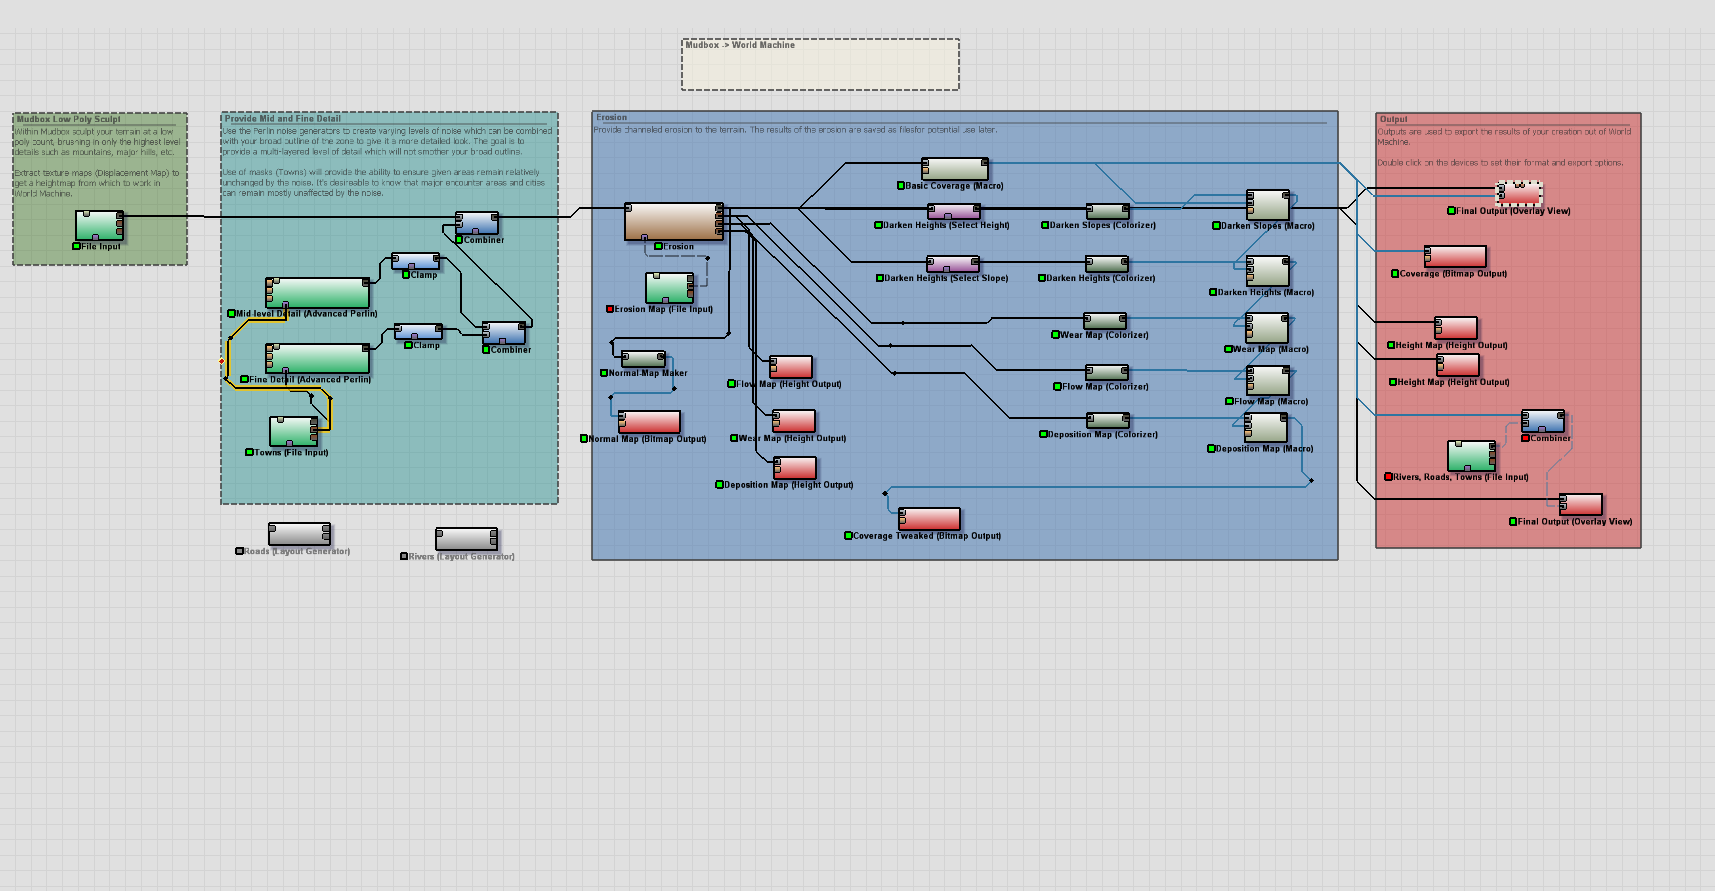 Mudbox -> World Machine
Mudbox Low Poly Sculpt
Within Mudbox sculpt your terrain at a low
poly count, brushing in only the highest level
details such as mountains, major hills, etc.
Extract texture maps (Displacement Map) to
get a heightmap from which to work in
World Machine.
File Input
Provide Mid and Fine Detail
Use the Perlin noise generators to create varying levels of noise which can be combined
with your broad outline of the zone to give it a more detailed look. The goal is to
provide a multi-layered level of detail which will not smother your broad outline.
Use of masks (Towns) will provide the ability to ensure given areas remain relatively
unchanged by the noise. It's desireable to know that major encounter areas and cities
can remain mostly unaffected by the noise.
Combiner
Clamp
Mid level Detail (Advanced Perlin)
Clamp
Combiner
Fine Detail (Advanced Perlin)
Towns (File Input)
Roads (Layout Generator)
Rivers (Layout Generator)
Erosion
Provide channeled erosion to the terrain. The results of the erosion are saved as filesfor potential use later.
Basic Coverage (Macro)
Darken Heights (Select Height)
Darken Slopes (Colorizer)
Darken Slopes (Macro)
Erosion
Darken Heights (Select Slope)
Darken Heights (Colorizer)
Darken Heights (Macro)
Erosion Map (File Input)
Wear Map (Colorizer)
Wear Map (Macro)
Normal Map Maker
Flow Map (Height Output)
Flow Map (Colorizer)
Flow Map (Macro)
Normal Map (Bitmap Output)
Wear Map (Height Output)
Deposition Map (Colorizer)
Deposition Map (Macro)
Deposition Map (Height Output)
Coverage Tweaked (Bitmap Output)
Output
Outputs are used to export the results of your creation out of World
Machine.
Double click on the devices to set their format and export options.
Final Output (Overlay View)
Coverage (Bitmap Output)
Height Map (Height Output)
Height Map (Height Output)
Combiner
Rivers, Roads, Towns (File Input)
Final Output (Overlay View)